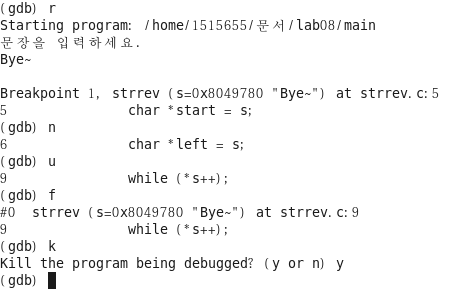 (gdb) r
Starting program: /home/1515655/문서/lab08/main
문장을 입력하세요.
Bye~

Breakpoint 1, strrev (s=0x8049780 "Bye~") at strrev.c:5
5               char *start = s;
(gdb) n
6               char *left = s;
(gdb) u
9               while (*s++);
(gdb) f
#0  strrev (s=0x8049780 "Bye~") at strrev.c:9
9               while (*s++);
(gdb) k
Kill the program being debugged? (y or n) y
(gdb)